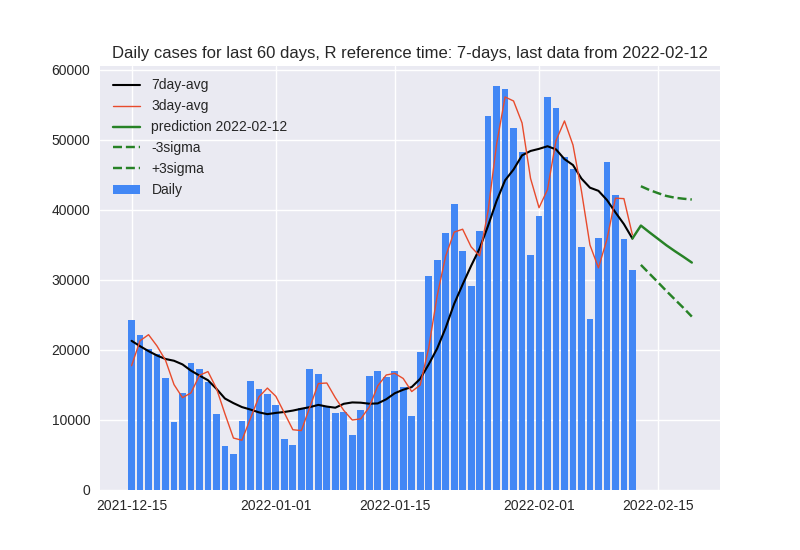 Daily cases for last 60 days, R reference time: 7-days, last data from 2022-02-12
60000
50000
40000
30000
20000
10000
0
7day-avg
3day-avg
prediction 2022-02-12
-3sigma
+3sigma
Daily
2021-12-15
2022-01-01
2022-01-15
2022-02-01
2022-02-15